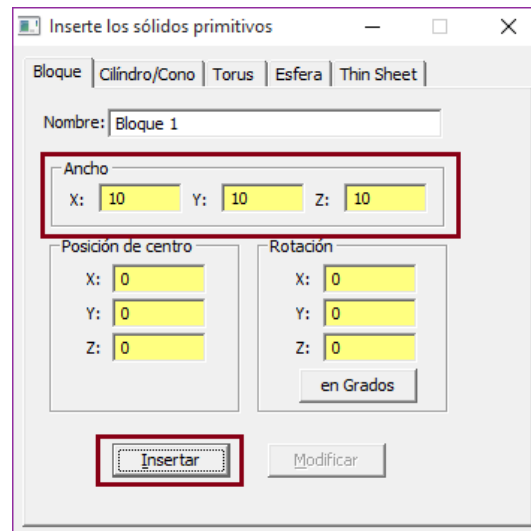 Inserte los sólidos primitivos
Bloque Cilíndro/Cono Torus Esfera Thin Sheet
Nombre: Bloque 1
Ancho
X: 10 Y: 10 Z: 10
Posición de centro Rotación
X: 0 X: 0
Y: 0 Y: 0
Z: 0 Z: 0
en Grados
Insertar Modificar